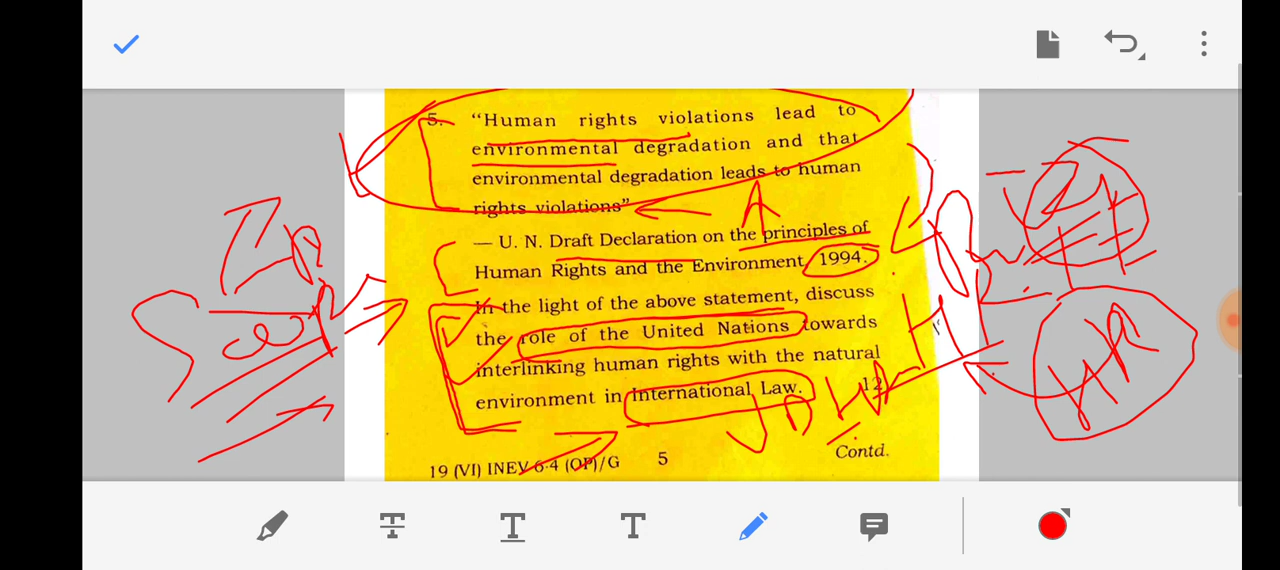 5. "Human rights violations lead to
environmental degradation and that
environmental degradation leads to human
rights violations"
— U. N. Draft Declaration on the principles of
Human Rights and the Environment 1994.
In the light of the above statement, discuss
the role of the United Nations towards
interlinking human rights with the natural
environment in International Law. 12
19 (VI) INEV 6·4 (OP)/G 5 Contd.